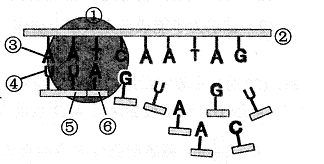 ①
②
③ A A T C A A T A G
④ U U A G
U G
A
A C
⑤ ⑥